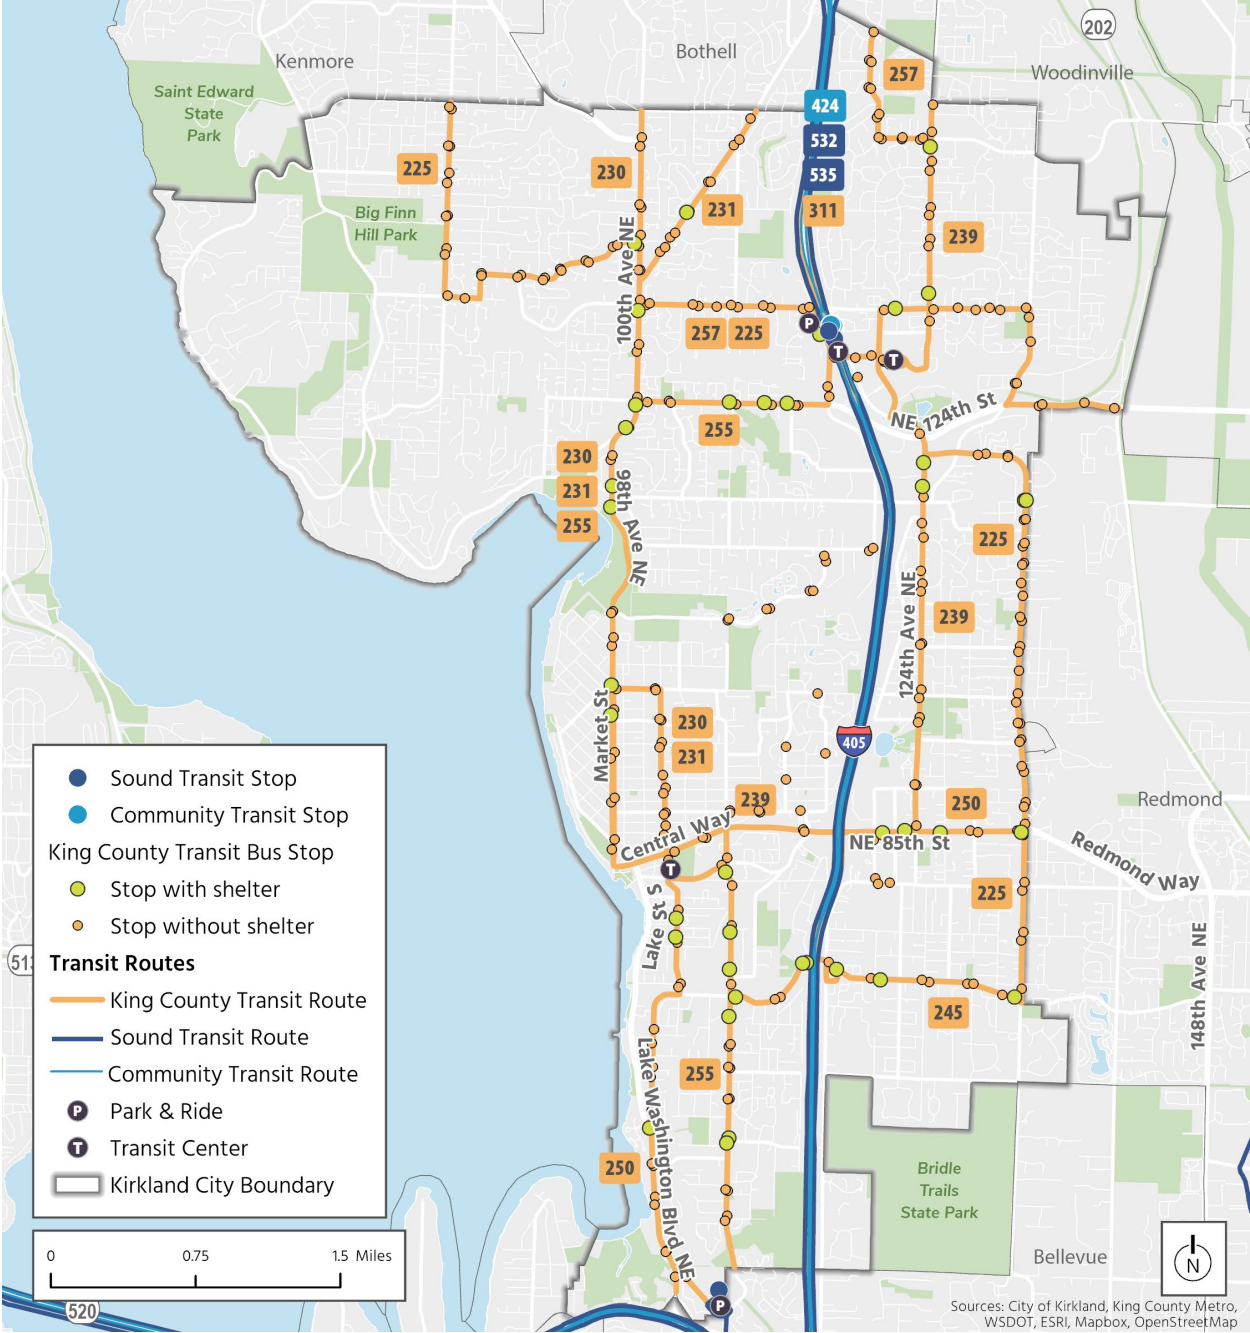 202
Kenmore
Bothell
Woodinville
257
Saint Edward
State
Park
424
532
535
311
225
230
231
Big Finn
Hill Park
239
100th Ave NE
P
T
T
257
225
NE 124th St
255
230
231
255
98th Ave NE
225
124th Ave NE
239
Market St
230
231
405
239
250
Redmond
Central Way
NE 85th St
Redmond Way
T
225
Lake St S
148th Ave NE
245
Lake Washington Blvd NE
255
250
Bridle
Trails
State Park
Bellevue
P
513
520
Sound Transit Stop
Community Transit Stop
King County Transit Bus Stop
Stop with shelter
Stop without shelter
Transit Routes
King County Transit Route
Sound Transit Route
Community Transit Route
P Park & Ride
T Transit Center
Kirkland City Boundary
0 0.75 1.5 Miles
N
Sources: City of Kirkland, King County Metro,
WSDOT, ESRI, Mapbox, OpenStreetMap